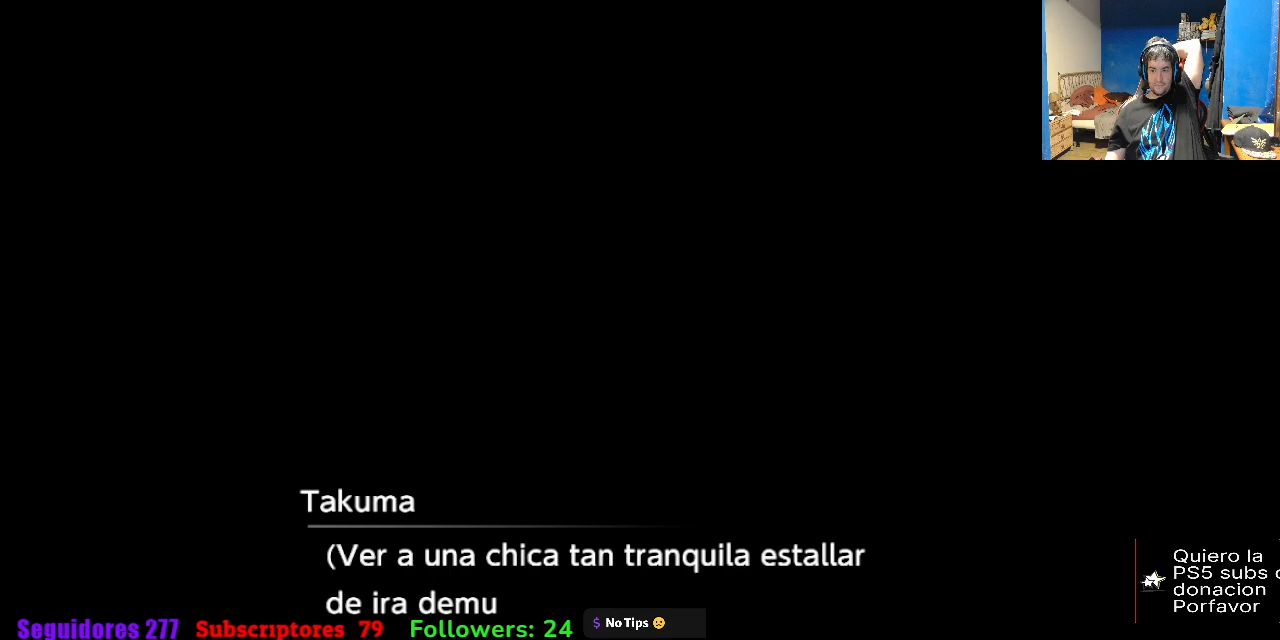 Takuma
(Ver a una chica tan tranquila estallar
de ira demu
Quiero la
PS5 subs o
donacion
Porfavor
Seguidores 277 Subscriptores 79 Followers: 24 $ No Tips